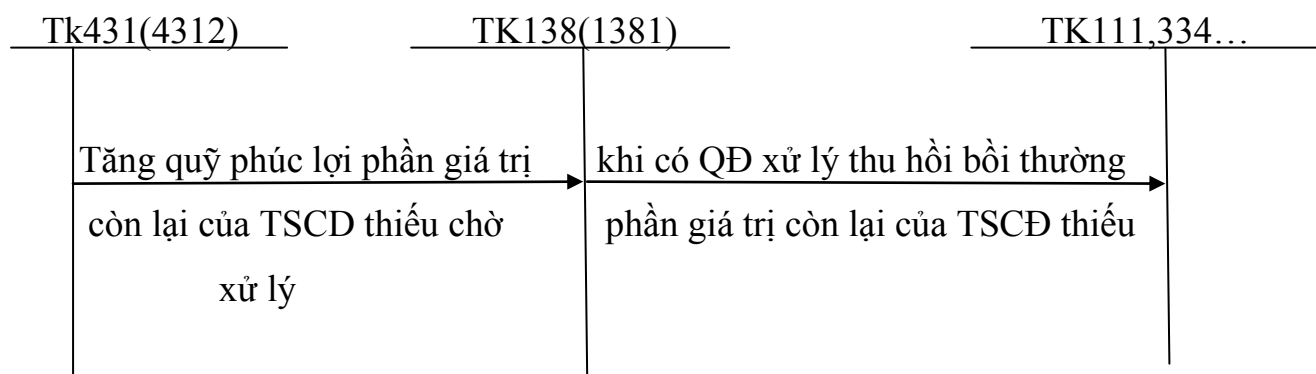 Tk431(4312) TK138(1381) TK111,334…
Tăng quỹ phúc lợi phần giá trị
còn lại của TSCD thiếu chờ
xử lý
khi có QĐ xử lý thu hồi bồi thường
phần giá trị còn lại của TSCĐ thiếu